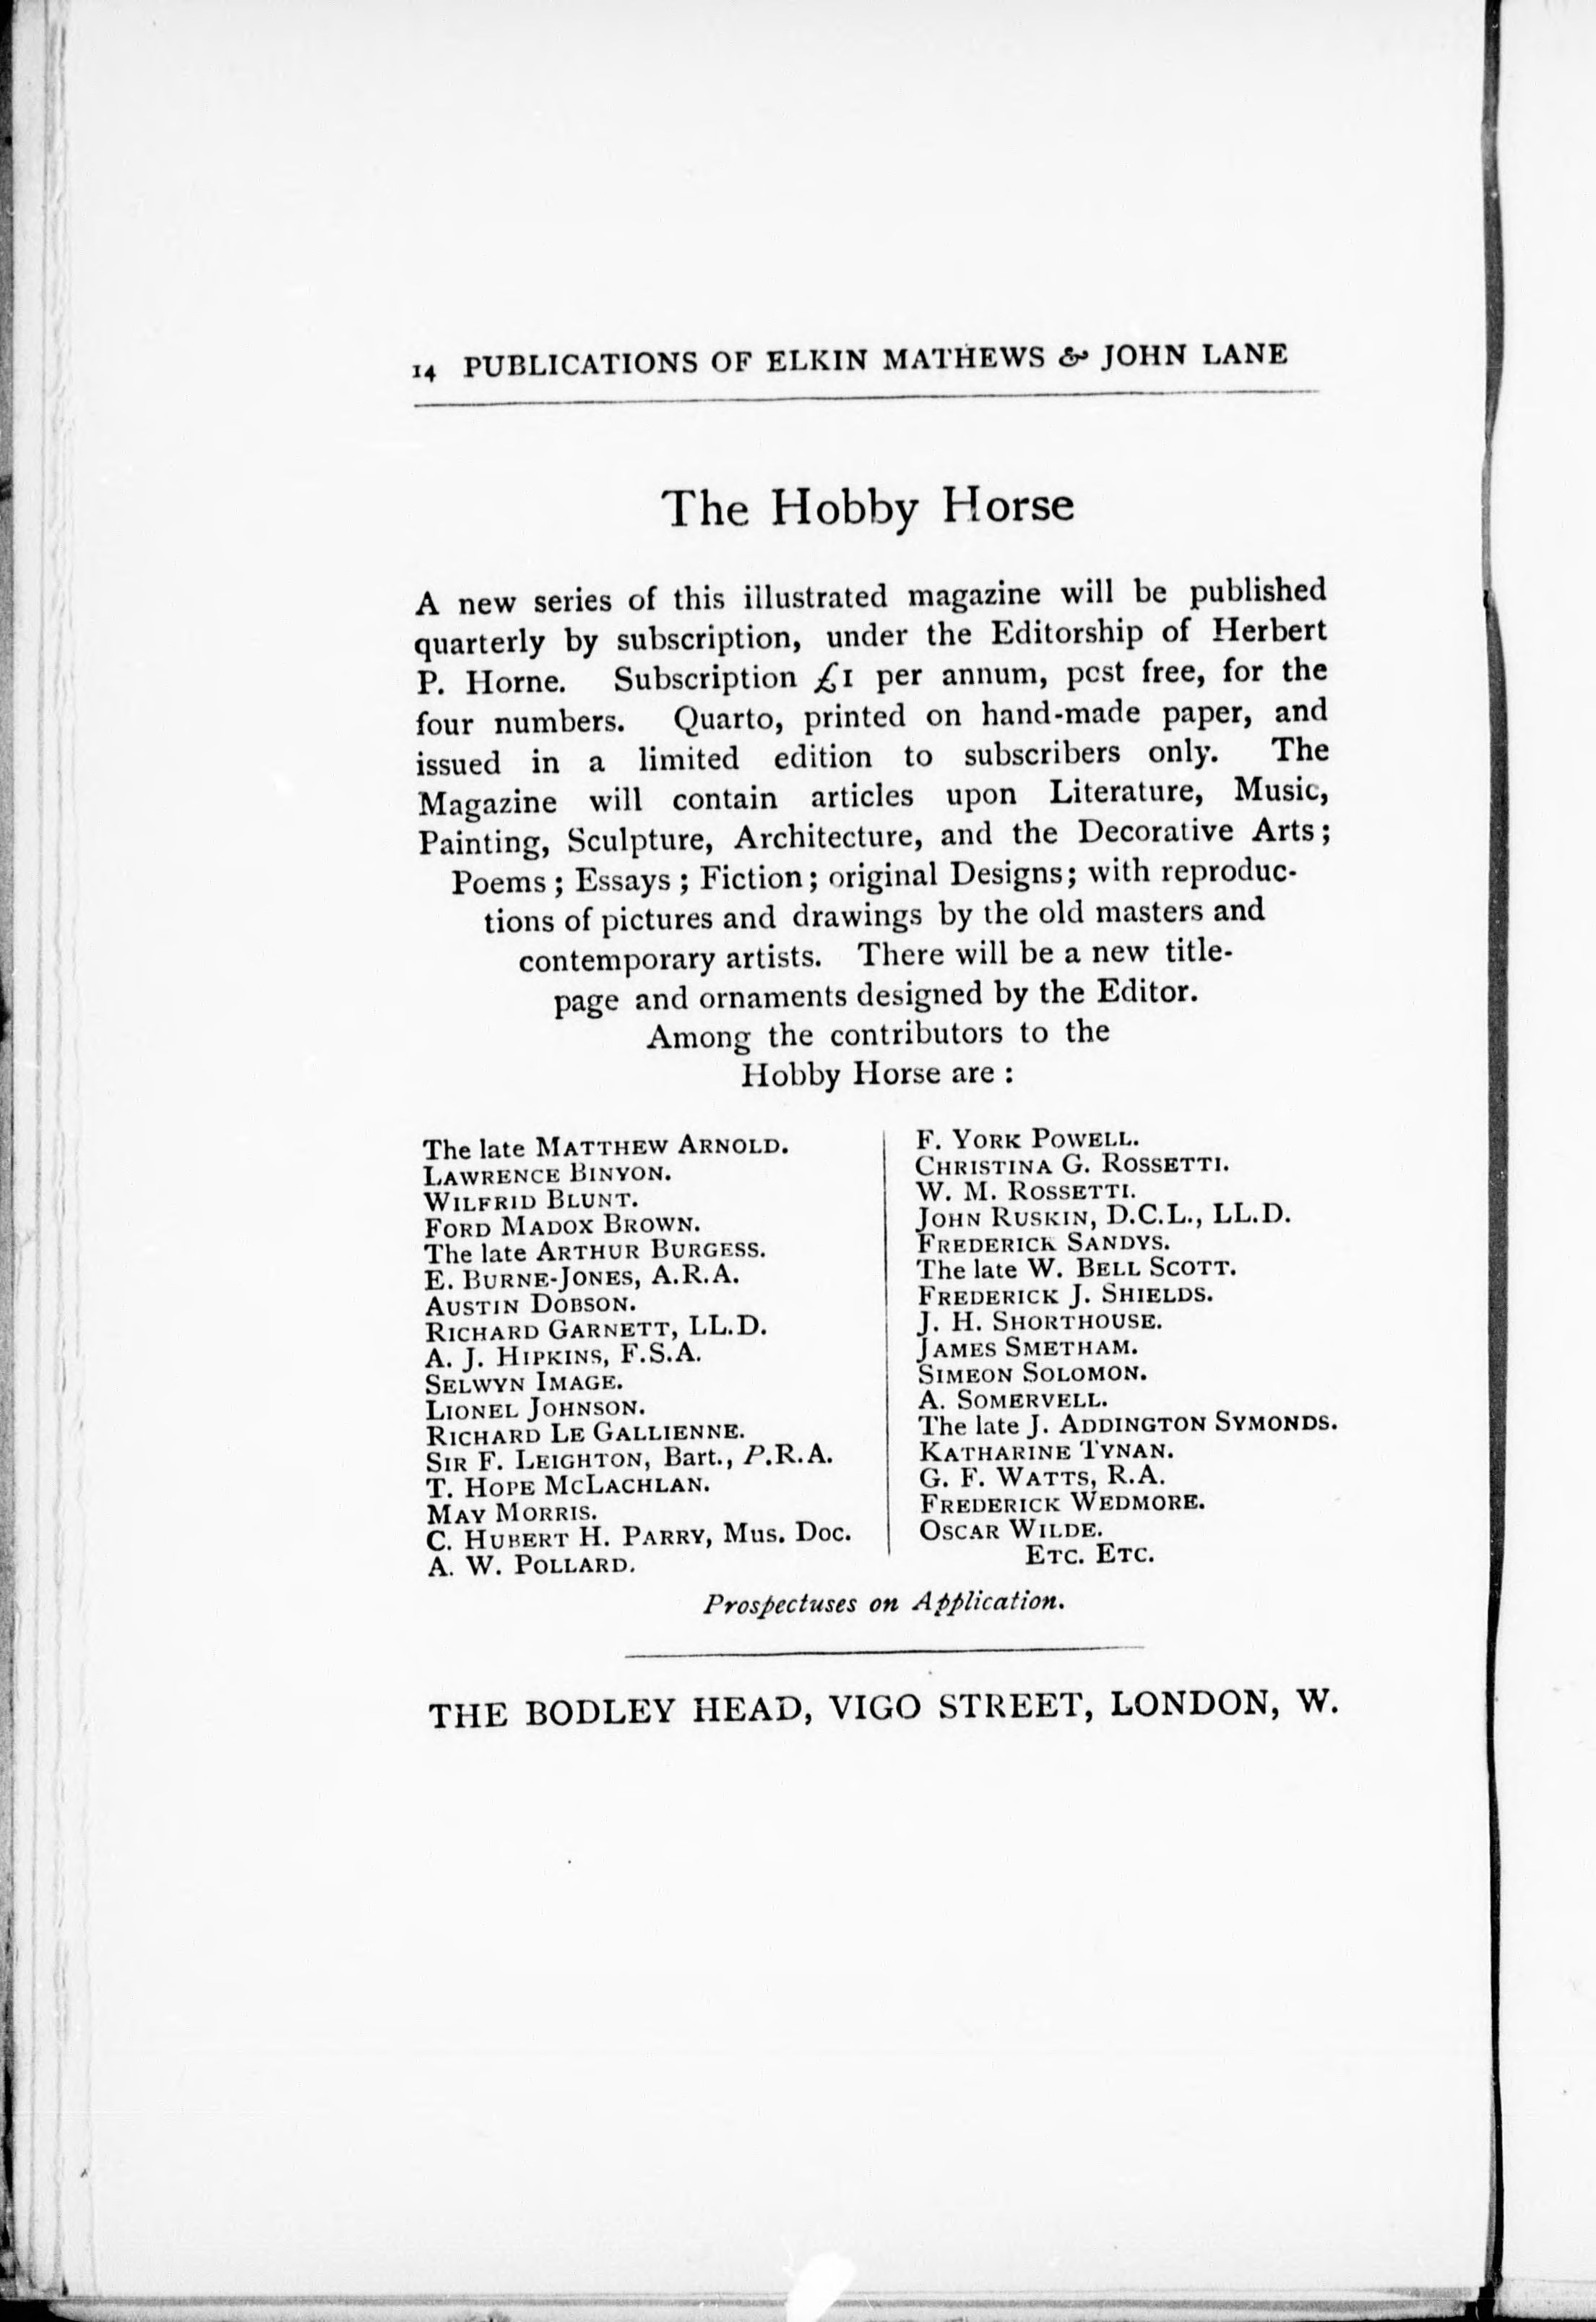 14 PUBLICATIONS OF ELKIN MATHEWS & JOHN LANE
The Hobby Horse
A new series of this illustrated magazine will be published
quarterly by subscription, under the Editorship of Herbert
P. Horne. Subscription £1 per annum, post free, for the
four numbers. Quarto, printed on hand-made paper, and
issued in a limited edition to subscribers only. The
Magazine will contain articles upon Literature, Music,
Painting, Sculpture, Architecture, and the Decorative Arts;
Poems; Essays; Fiction; original Designs; with reproduc-
tions of pictures and drawings by the old masters and
contemporary artists. There will be a new title-
page and ornaments designed by the Editor.
Among the contributors to the
Hobby Horse are:
The late MATTHEW ARNOLD.
LAWRENCE BINYON.
WILFRID BLUNT.
FORD MADOX BROWN.
The late ARTHUR BURGESS.
E. BURNE-JONES, A.R.A.
AUSTIN DOBSON.
RICHARD GARNETT, LL.D.
A. J. HIPKINS, F.S.A.
SELWYN IMAGE.
LIONEL JOHNSON.
RICHARD LE GALLIENNE.
SIR F. LEIGHTON, Bart., P.R.A.
T. HOPE MCLACHLAN.
MAY MORRIS.
C. HUBERT H. PARRY, Mus. Doc.
A. W. POLLARD.
F. YORK POWELL.
CHRISTINA G. ROSSETTI.
W. M. ROSSETTI.
JOHN RUSKIN, D.C.L., LL.D.
FREDERICK SANDYS.
The late W. BELL SCOTT.
FREDERICK J. SHIELDS.
J. H. SHORTHOUSE.
JAMES SMETHAM.
SIMEON SOLOMON.
A. SOMERVELL.
The late J. ADDINGTON SYMONDS.
KATHARINE TYNAN.
G. F. WATTS, R.A.
FREDERICK WEDMORE.
OSCAR WILDE.
ETC. ETC.
Prospectuses on Application.
THE BODLEY HEAD, VIGO STREET, LONDON, W.